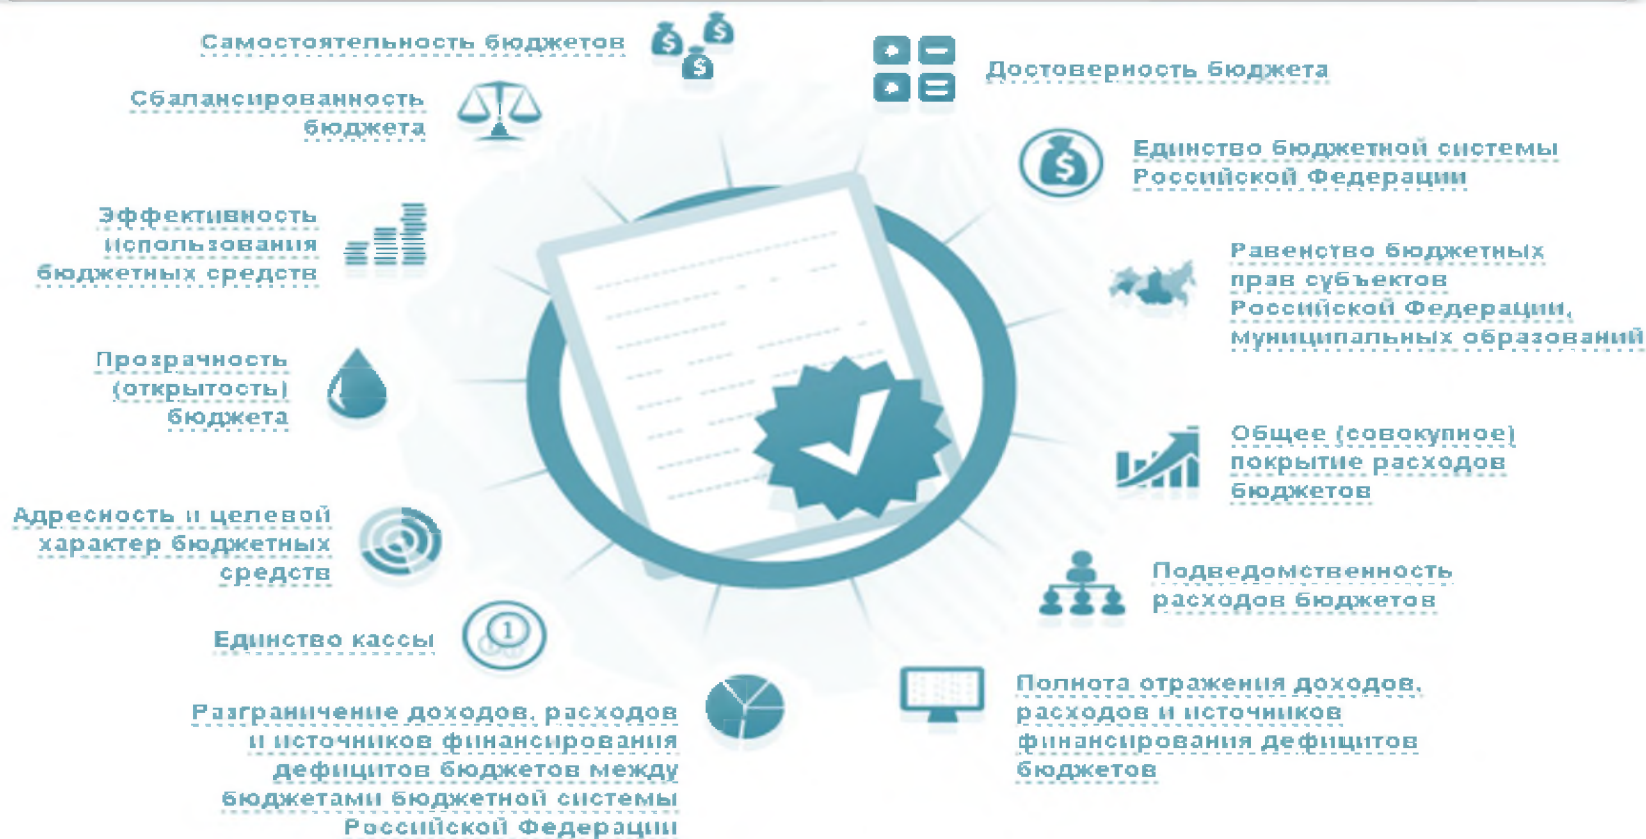 Самостоятельность бюджетов
Сбалансированность
бюджета
Эффективность
использования
бюджетных средств
Прозрачность
(открытость)
бюджета
Адресность и целевой
характер бюджетных
средств
Единство кассы
1
Разграничение доходов, расходов
и источников финансирования
дефицитов бюджетов между
бюджетами бюджетной системы
Российской Федерации
Достоверность бюджета
Единство бюджетной системы
Российской Федерации
Равенство бюджетных
прав субъектов
Российской Федерации,
муниципальных образований
Общее (совокупное)
покрытие расходов
бюджетов
Подведомственность
расходов бюджетов
Полнота отражения доходов,
расходов и источников
финансирования дефицитов
бюджетов